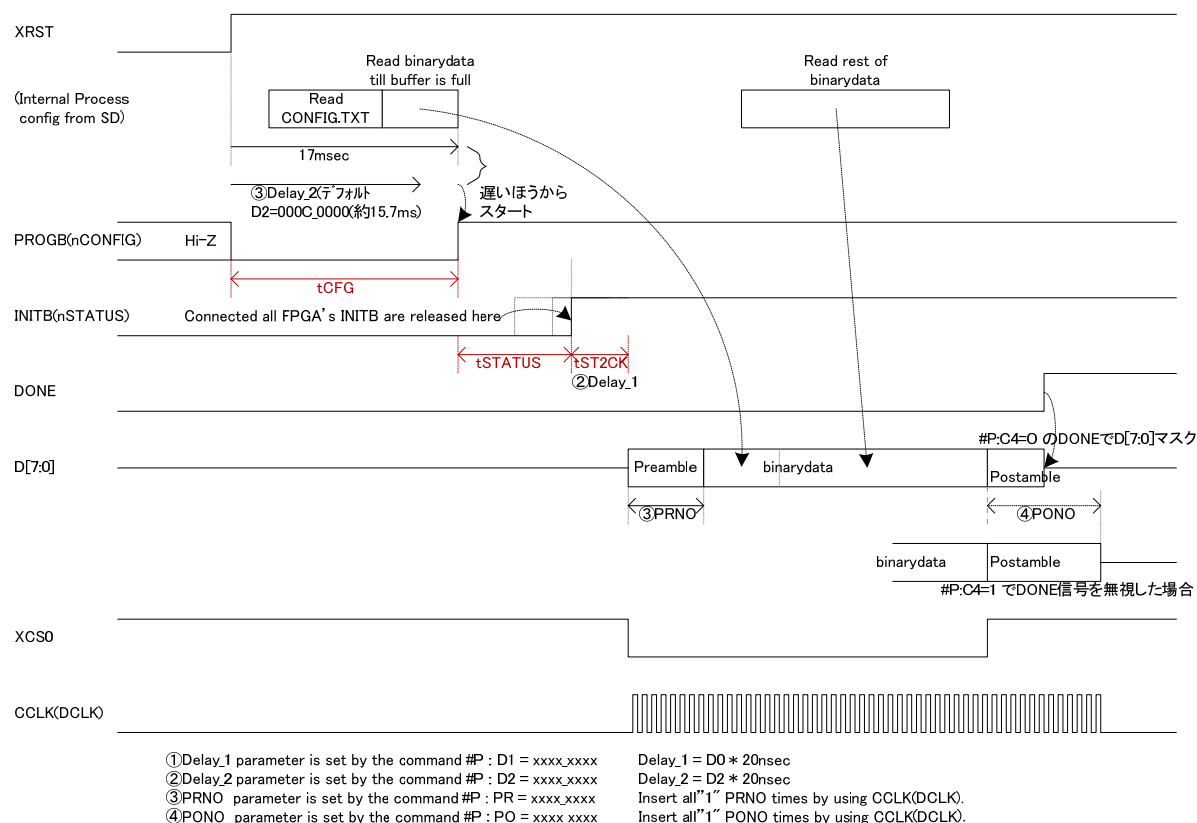 XRST
Read binarydata
till buffer is full
Read rest of
binarydata
(Internal Process
config from SD)
Read
CONFIG.TXT
17msec
③Delay_2(ﾃﾞﾌｫﾙﾄ
D2=000C_0000(約15.7ms)
遅いほうから
スタート
PROGB(nCONFIG)
Hi-Z
tCFG
INITB(nSTATUS)
Connected all FPGA's INITB are released here
tSTATUS
tST2CK
②Delay_1
DONE
#P:C4=0 のDONEでD[7:0]マスク
D[7:0]
Preamble
binarydata
Postamble
③PRNO
④PONO
binarydata
Postamble
#P:C4=1 でDONE信号を無視した場合
XCS0
CCLK(DCLK)
①Delay_1 parameter is set by the command #P : D1 = xxxx_xxxx Delay_1 = D0 * 20nsec
②Delay_2 parameter is set by the command #P : D2 = xxxx_xxxx Delay_2 = D2 * 20nsec
③PRNO parameter is set by the command #P : PR = xxxx_xxxx Insert all"1" PRNO times by using CCLK(DCLK).
④PONO parameter is set by the command #P : PO = xxxx_xxxx Insert all"1" PONO times by using CCLK(DCLK).